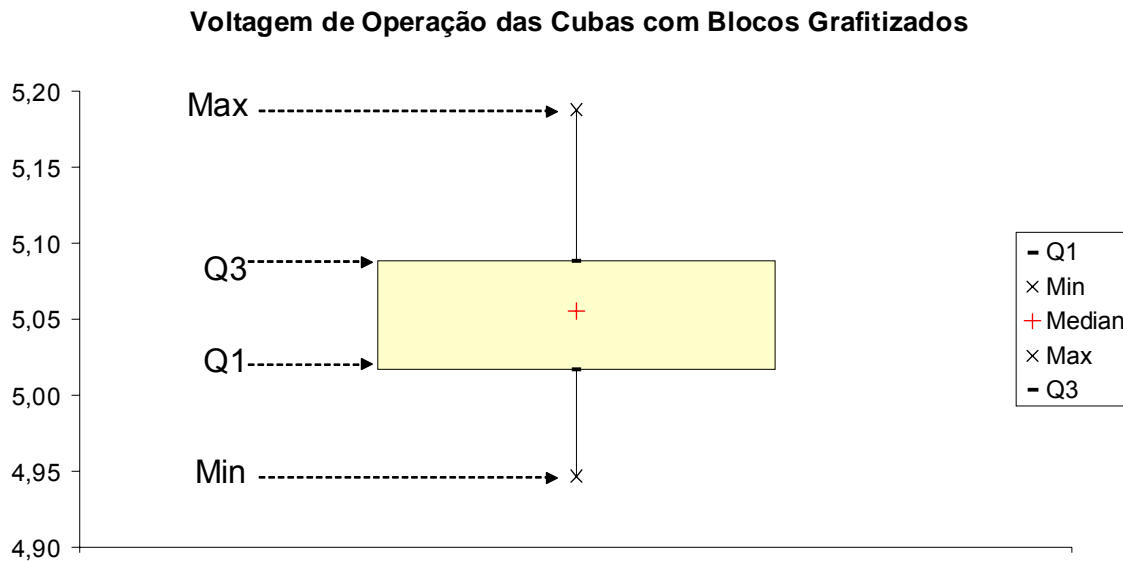 Voltagem de Operação das Cubas com Blocos Grafitizados
5,20
Max
5,15
5,10
Q3
5,05
Q1
5,00
Min
4,95
4,90
Q1
Min
Median
Max
Q3